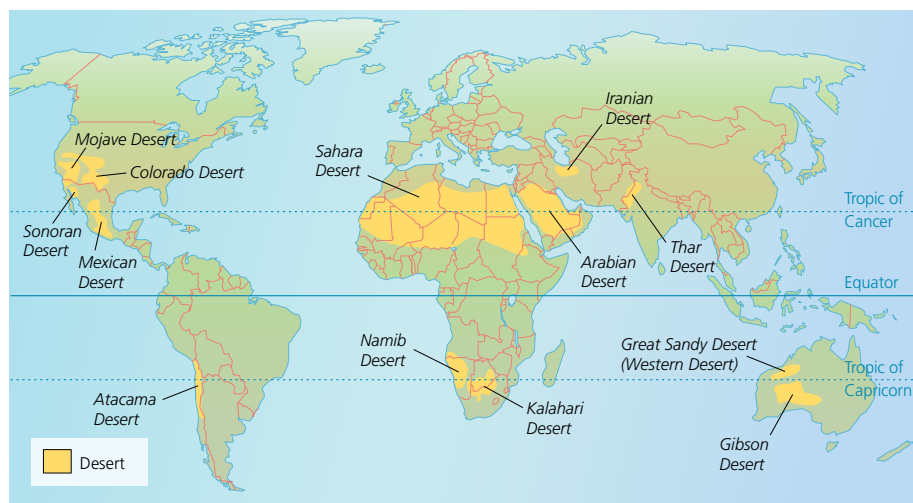 Mojave Desert
Colorado Desert
Sonoran
Desert
Mexican
Desert
Sahara
Desert
Iranian
Desert
Arabian
Desert
Thar
Desert
Tropic of
Cancer
Equator
Atacama
Desert
Namib
Desert
Kalahari
Desert
Great Sandy Desert
(Western Desert)
Tropic of
Capricorn
Gibson
Desert
Desert